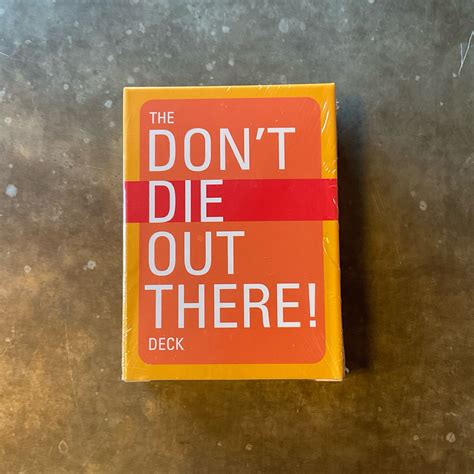 THE
DON'T
DIE
OUT
THERE!
DECK